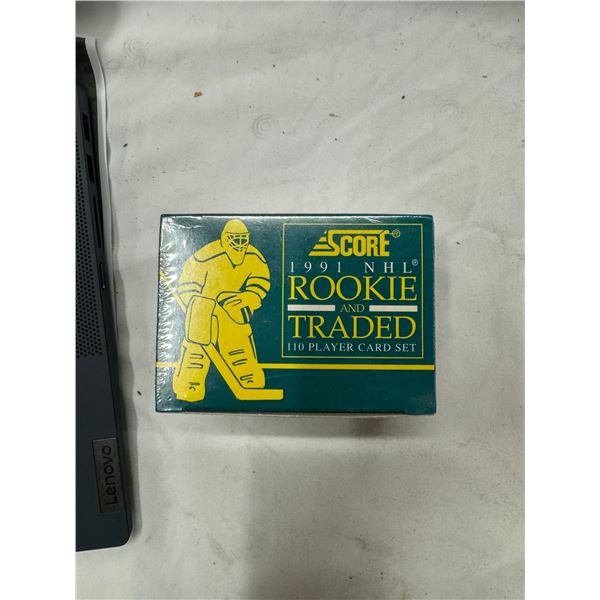 SCORE®
1991 NHL®
ROOKIE
AND
TRADED
110 PLAYER CARD SET
Lenovo